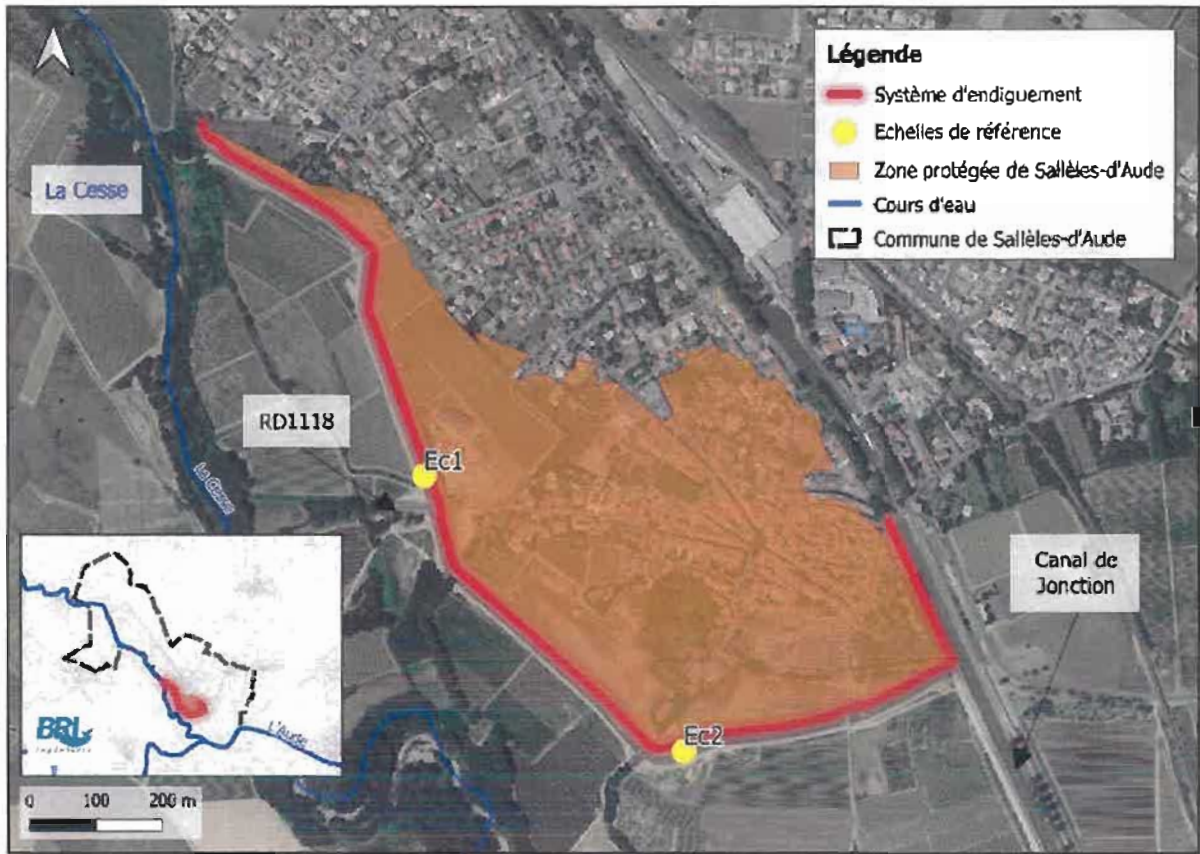 Légende
Système d'endiguement
Echelles de référence
Zone protégée de Sallèles-d'Aude
Cours d'eau
Commune de Sallèles-d'Aude
La Cesse
RD1118
Ec1
La Cesse
Canal de
Jonction
Ec2
L'Aude
BRL
Ingénierie
0 100 200 m